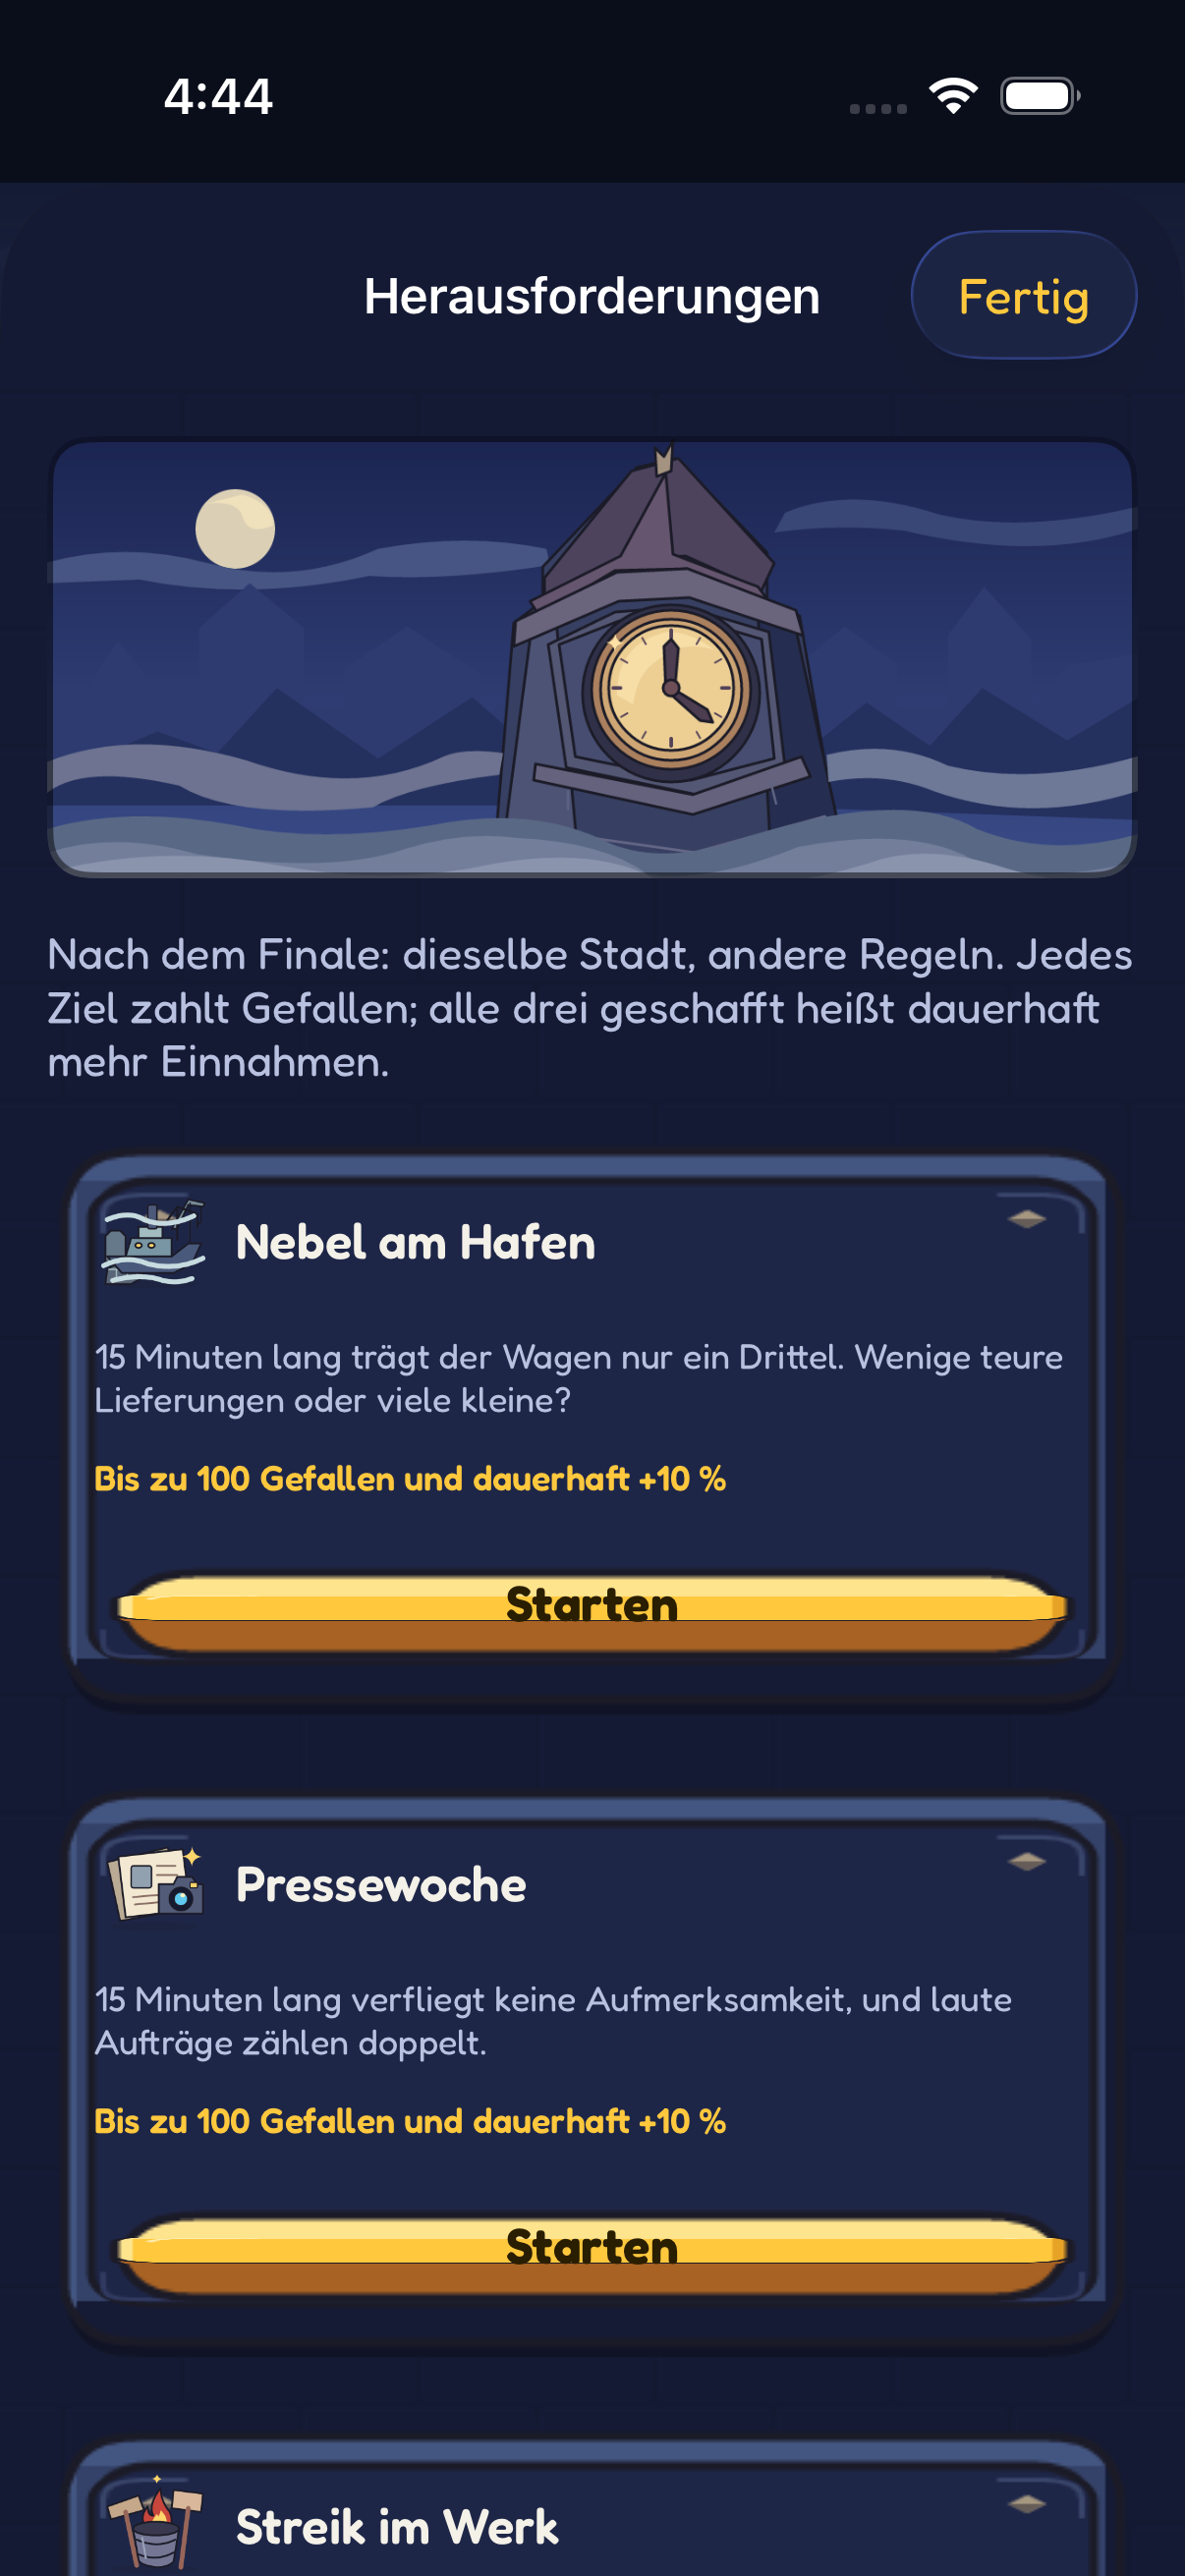 4:44
Herausforderungen
Fertig
Nach dem Finale: dieselbe Stadt, andere Regeln. Jedes
Ziel zahlt Gefallen; alle drei geschafft heißt dauerhaft
mehr Einnahmen.
Nebel am Hafen
15 Minuten lang trägt der Wagen nur ein Drittel. Wenige teure
Lieferungen oder viele kleine?
Bis zu 100 Gefallen und dauerhaft +10 %
Starten
Pressewoche
15 Minuten lang verfliegt keine Aufmerksamkeit, und laute
Aufträge zählen doppelt.
Bis zu 100 Gefallen und dauerhaft +10 %
Starten
Streik im Werk